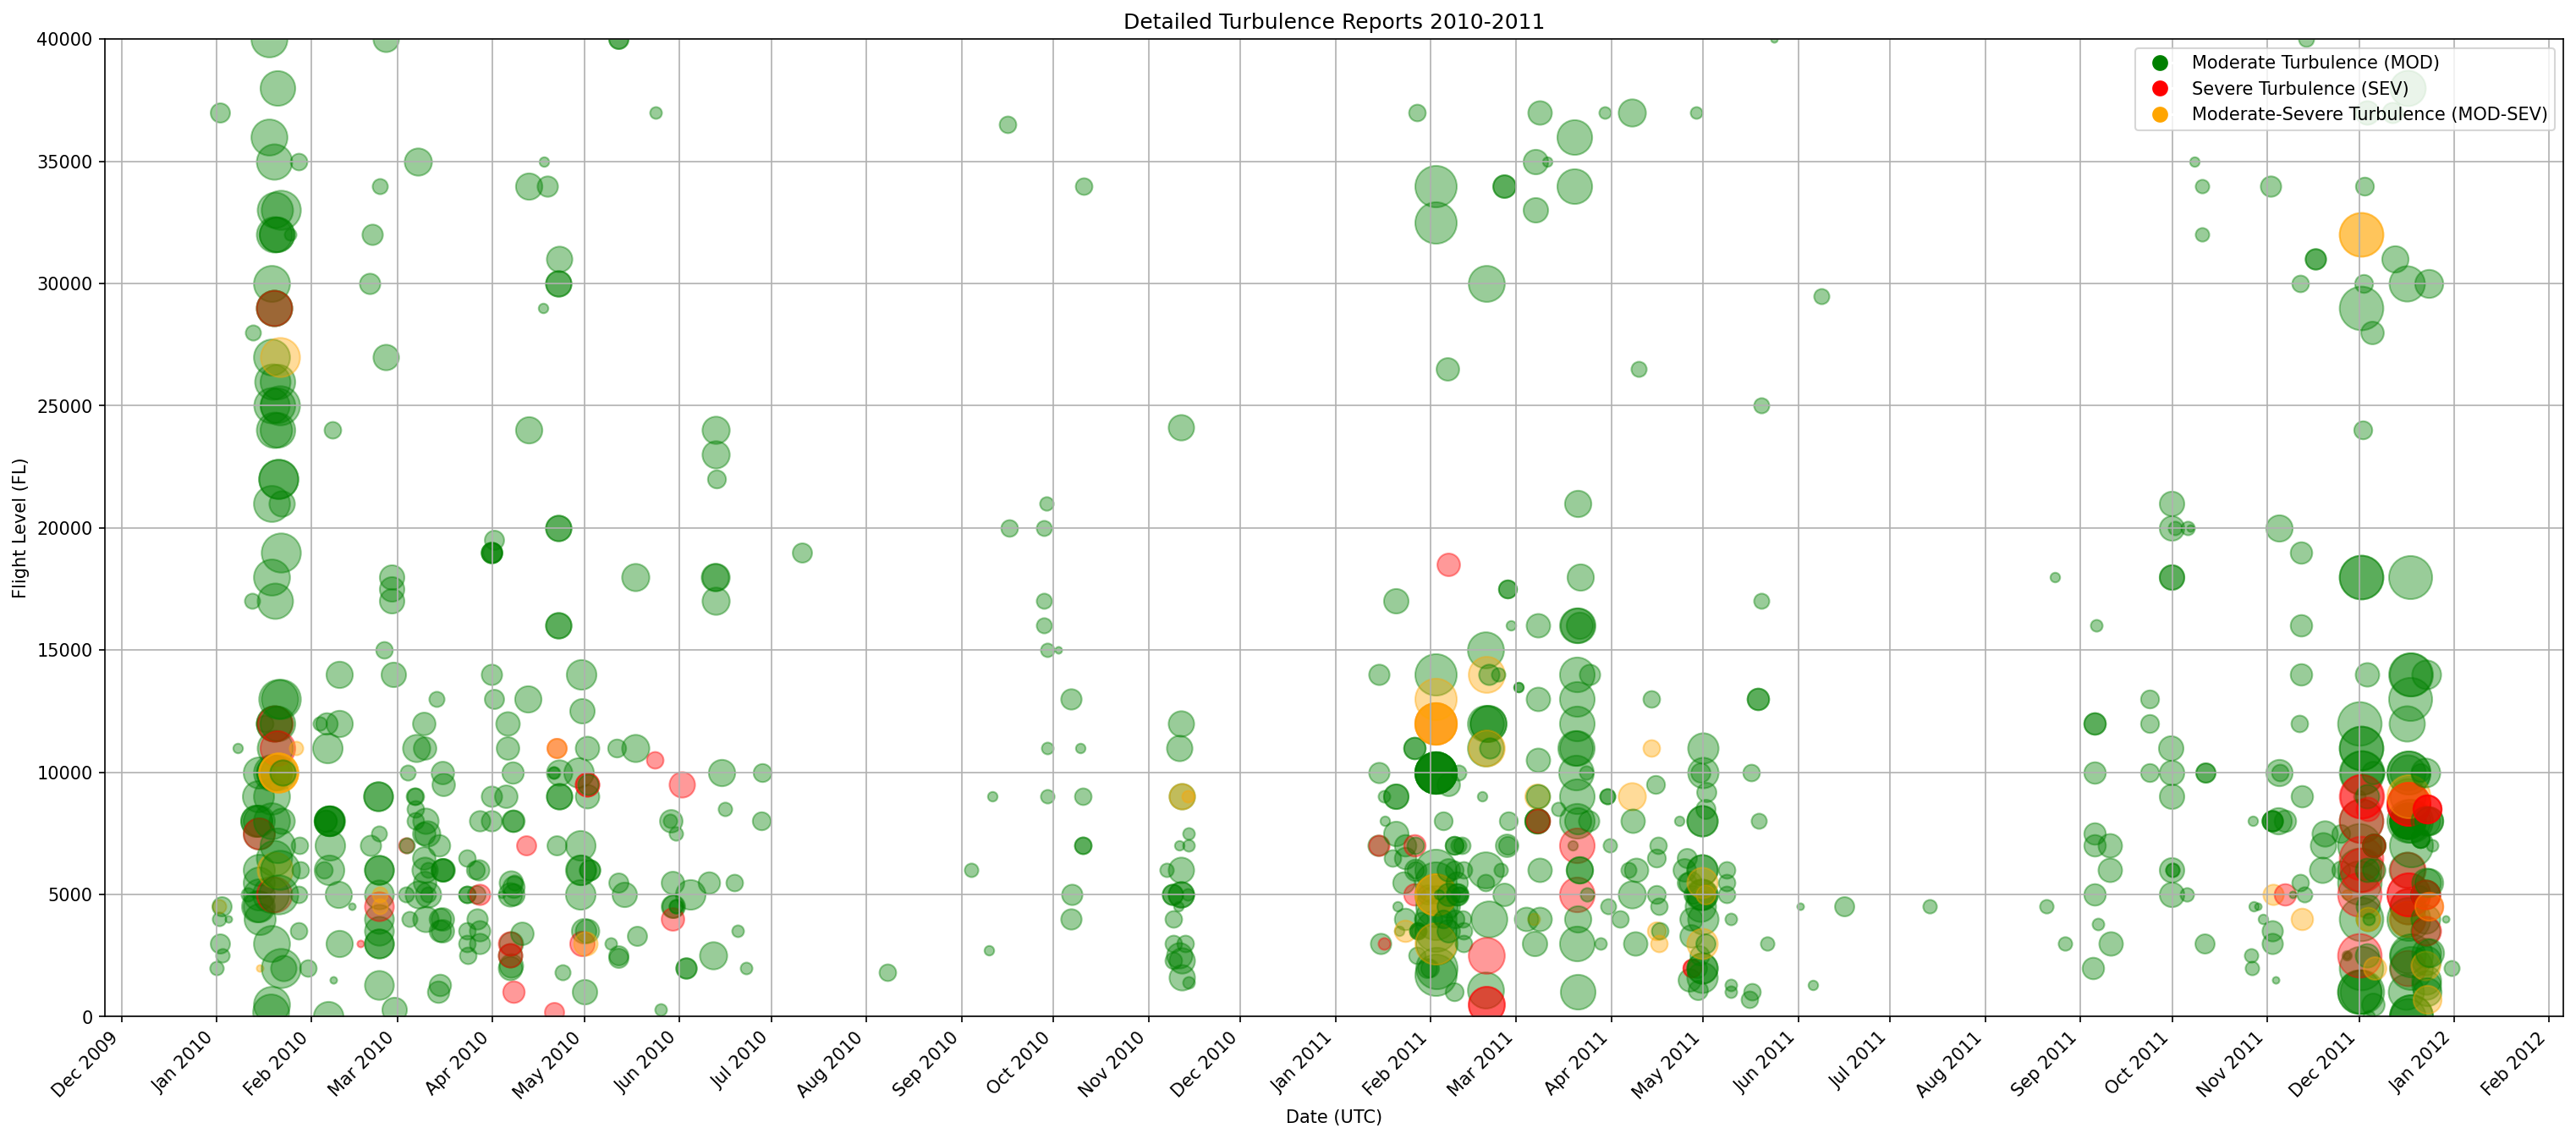 Detailed Turbulence Reports 2010-2011
40000
35000
30000
25000
20000
15000
10000
5000
0
Flight Level (FL)
Moderate Turbulence (MOD)
Severe Turbulence (SEV)
Moderate-Severe Turbulence (MOD-SEV)
Dec 2009
Jan 2010
Feb 2010
Mar 2010
Apr 2010
May 2010
Jun 2010
Jul 2010
Aug 2010
Sep 2010
Oct 2010
Nov 2010
Dec 2010
Jan 2011
Feb 2011
Mar 2011
Apr 2011
May 2011
Jun 2011
Jul 2011
Aug 2011
Sep 2011
Oct 2011
Nov 2011
Dec 2011
Jan 2012
Feb 2012
Date (UTC)